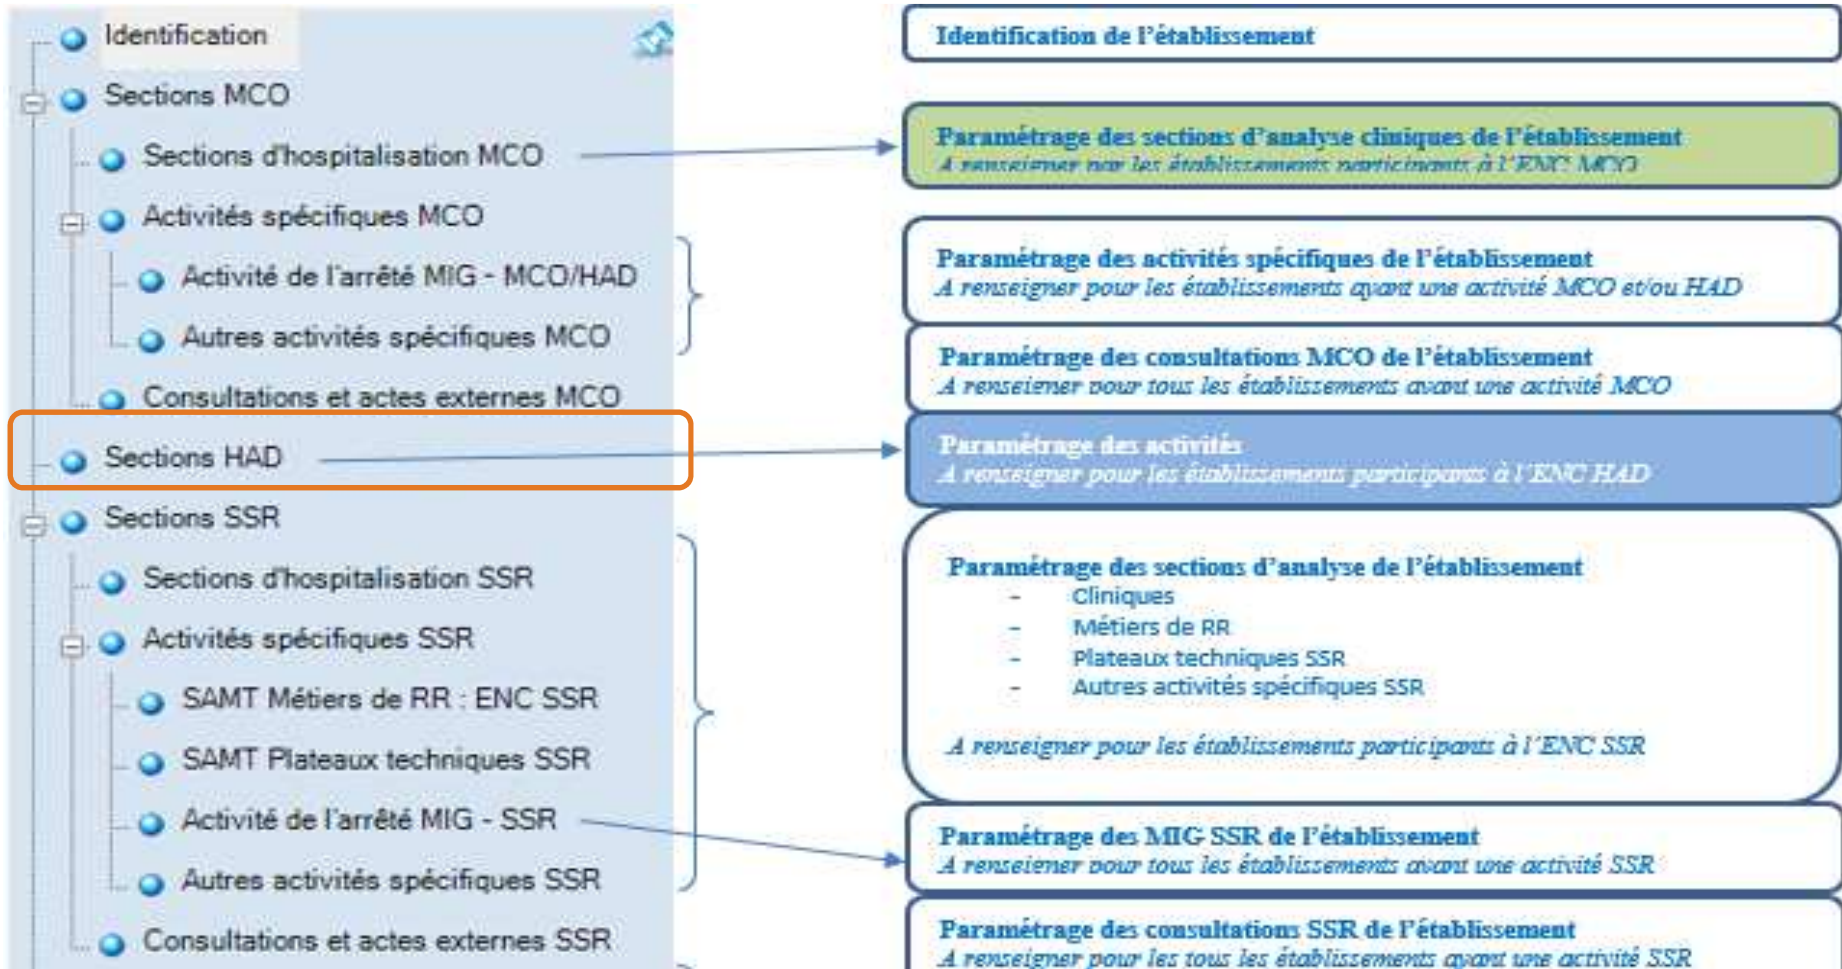 Identification
Sections MCO
Sections d'hospitalisation MCO
Activités spécifiques MCO
Activité de l'arrêté MIG - MCO/HAD
Autres activités spécifiques MCO
Consultations et actes externes MCO
Sections HAD
Sections SSR
Sections d'hospitalisation SSR
Activités spécifiques SSR
SAMT Métiers de RR : ENC SSR
SAMT Plateaux techniques SSR
Activité de l'arrêté MIG - SSR
Autres activités spécifiques SSR
Consultations et actes externes SSR
Identification de l'établissement
Paramétrage des sections d'analyse cliniques de l'établissement
A renseigner par les établissements participants à l'ENC MCO
Paramétrage des activités spécifiques de l'établissement
A renseigner pour les établissements ayant une activité MCO et/ou HAD
Paramétrage des consultations MCO de l'établissement
A renseigner pour tous les établissements ayant une activité MCO
Paramétrage des activités
A renseigner pour les établissements participants à l'ENC HAD
Paramétrage des sections d'analyse de l'établissement
- Cliniques
- Métiers de RR
- Plateaux techniques SSR
- Autres activités spécifiques SSR
A renseigner pour les établissements participants à l'ENC SSR
Paramétrage des MIG SSR de l'établissement
A renseigner pour tous les établissements ayant une activité SSR
Paramétrage des consultations SSR de l'établissement
A renseigner pour les tous les établissements ayant une activité SSR